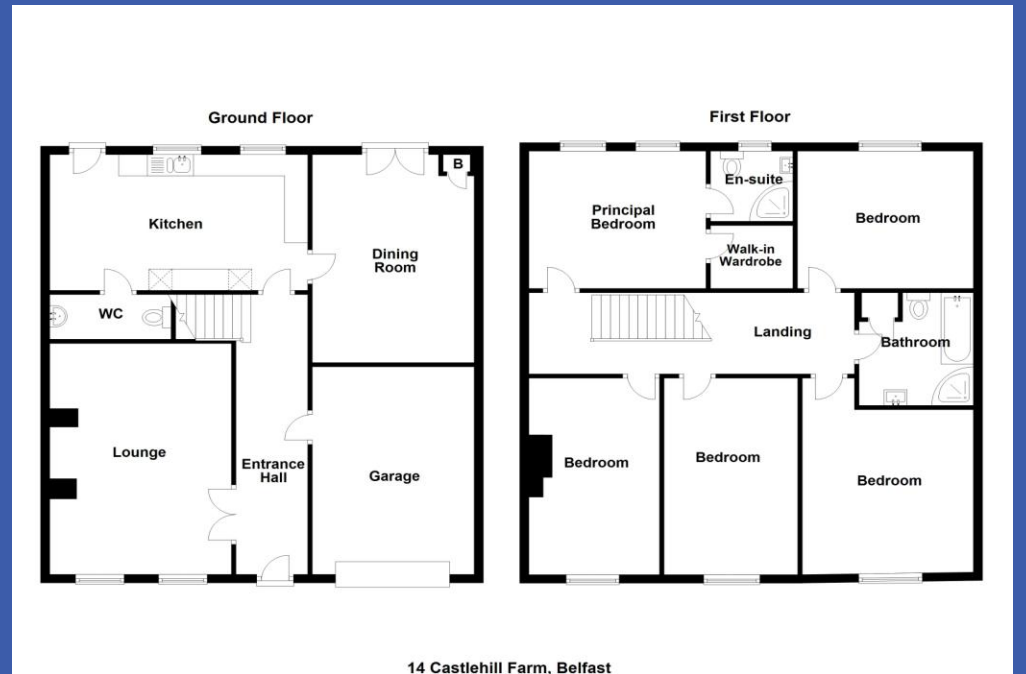 Ground Floor
B
Kitchen
Dining
Room
WC
Lounge
Entrance
Hall
Garage
First Floor
En-suite
Principal
Bedroom
Bedroom
Walk-in
Wardrobe
Landing
Bathroom
Bedroom
Bedroom
Bedroom
14 Castlehill Farm, Belfast